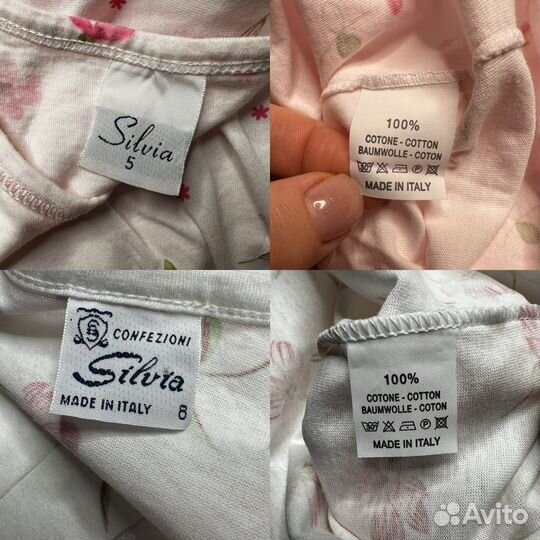 Silvia
5
100%
COTONE - COTTON
BAUMWOLLE - COTON
MADE IN ITALY
CONFEZIONI
Silvia
MADE IN ITALY 8
100%
COTONE - COTTON
BAUMWOLLE - COTON
MADE IN ITALY
Avito